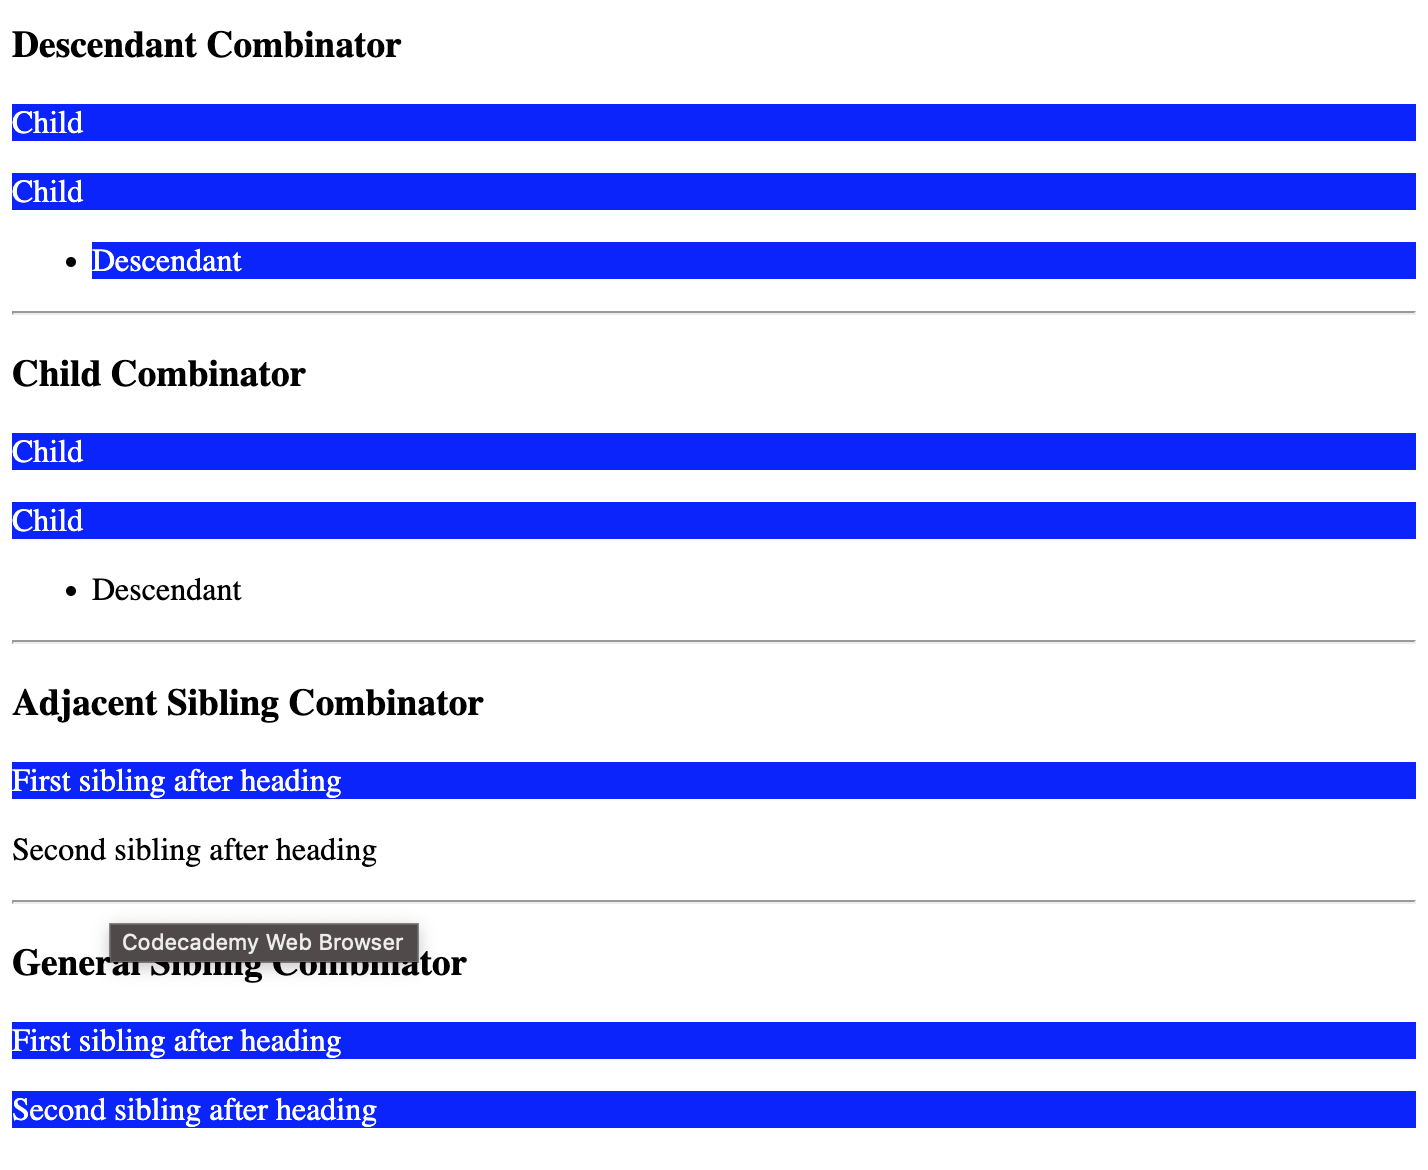 Descendant Combinator
Child
Child
• Descendant
Child Combinator
Child
Child
• Descendant
Adjacent Sibling Combinator
First sibling after heading
Second sibling after heading
Codecademy Web Browser
General Sibling Combinator
First sibling after heading
Second sibling after heading